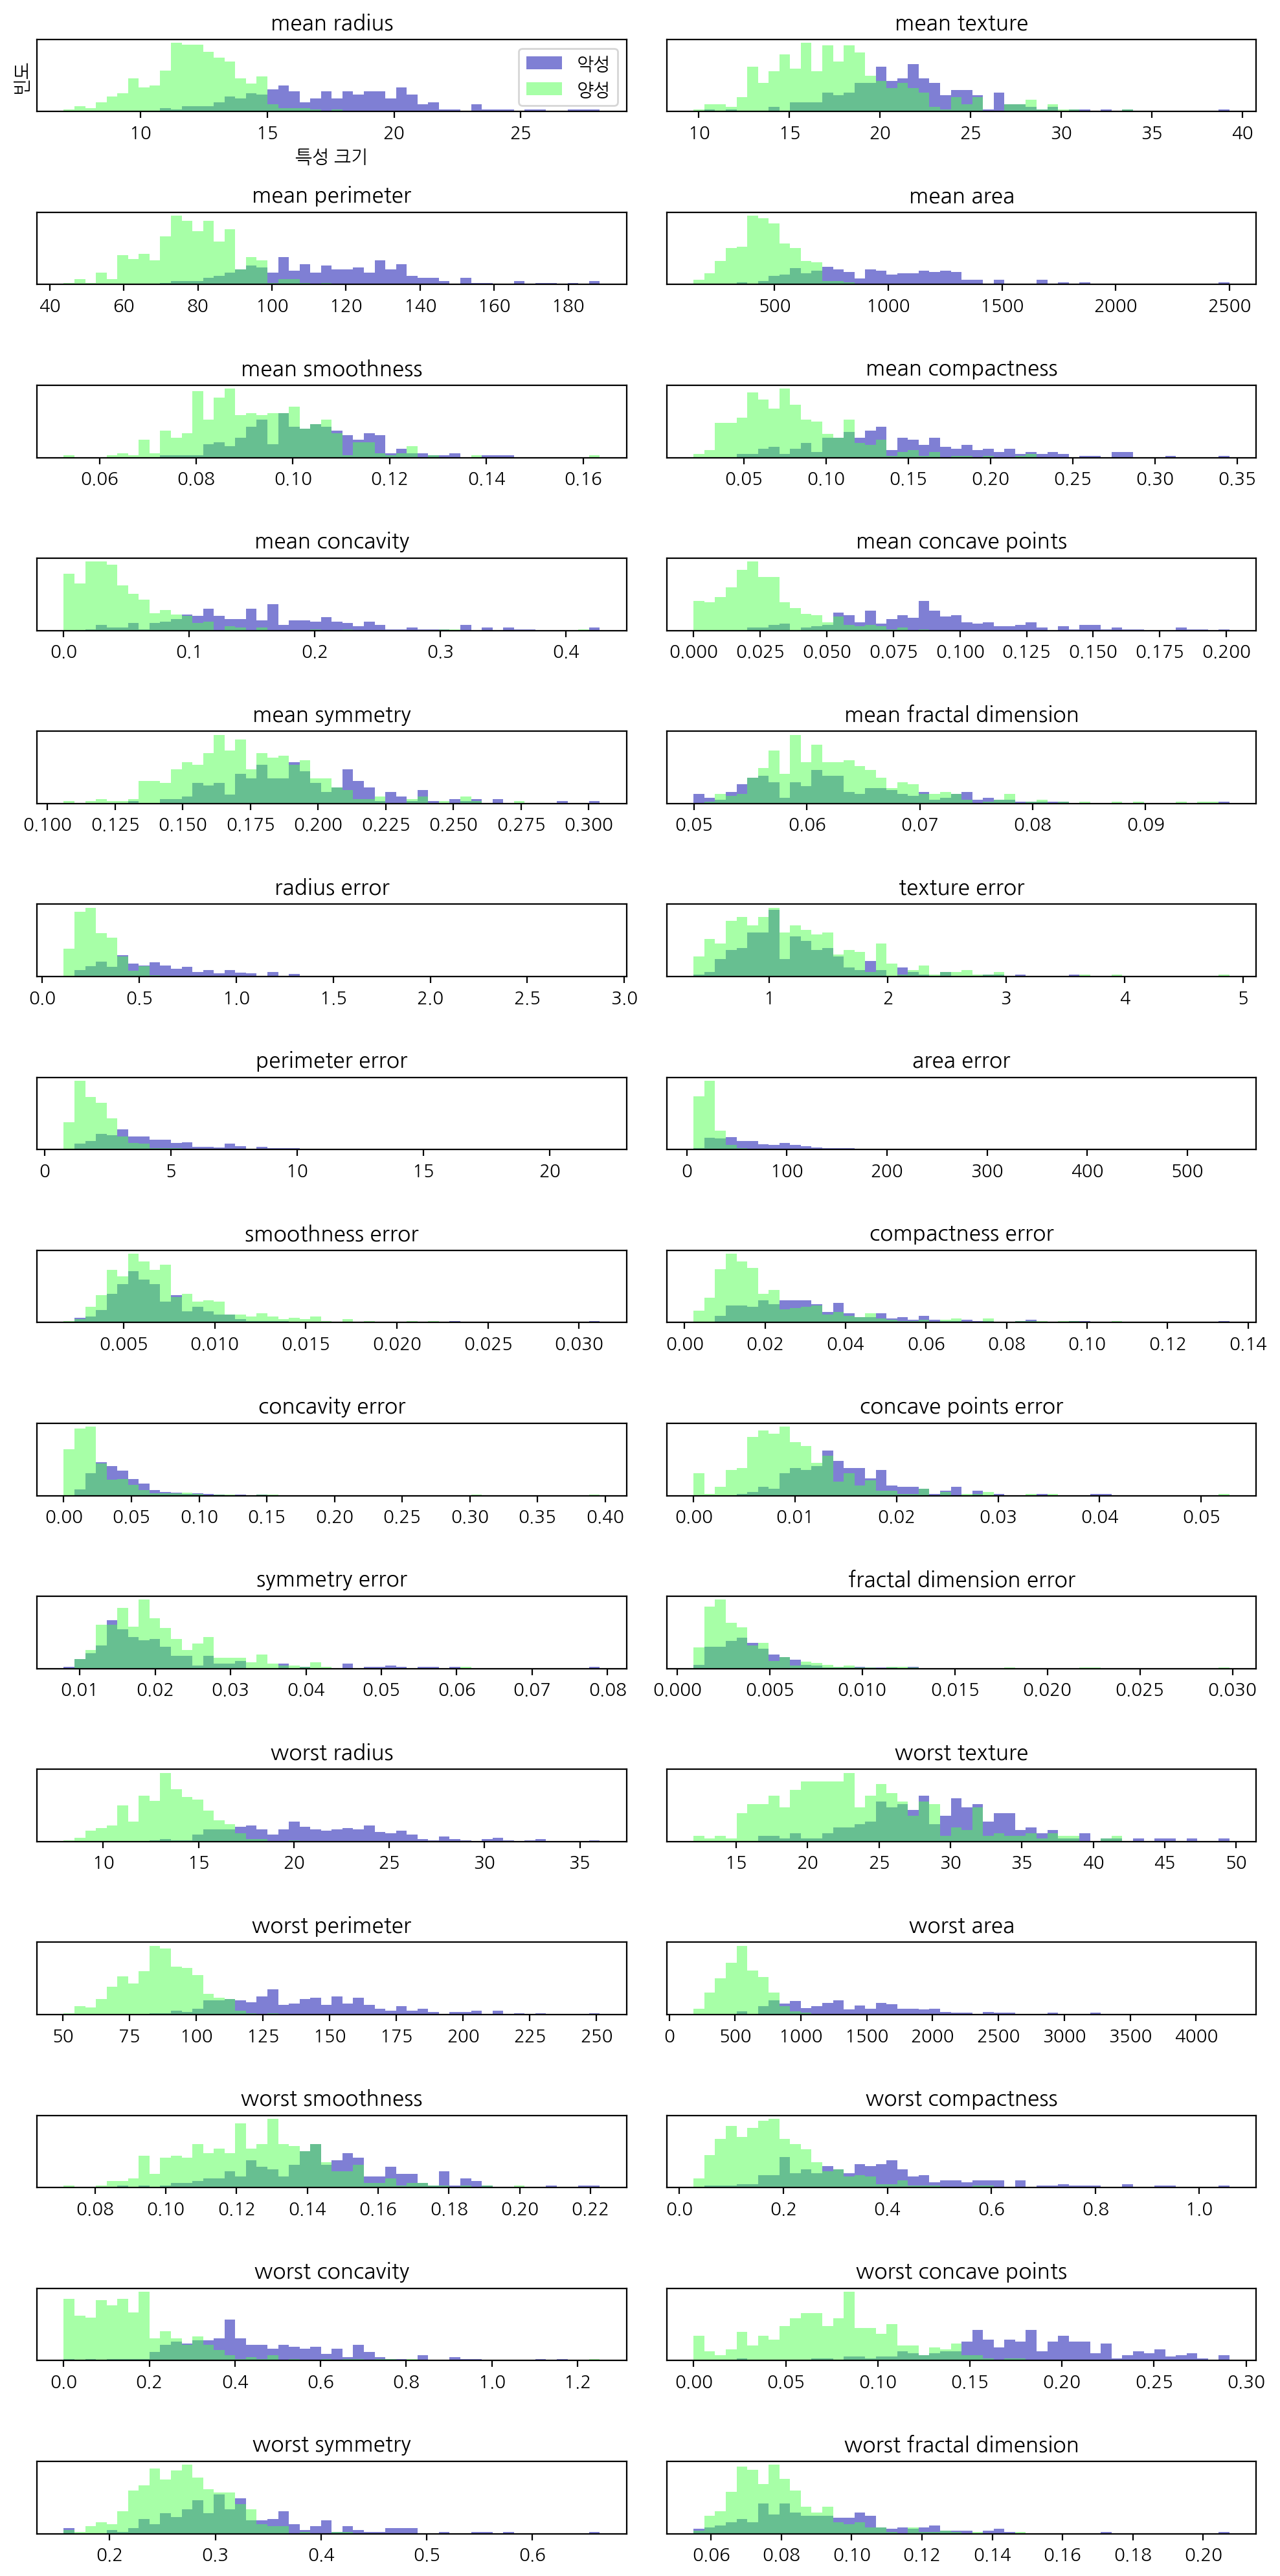 mean radius
mean texture
빈도
악성
양성
10 15 20 25
10 15 20 25 30 35 40
특성 크기
mean perimeter
mean area
40 60 80 100 120 140 160 180
500 1000 1500 2000 2500
mean smoothness
mean compactness
0.06 0.08 0.10 0.12 0.14 0.16
0.05 0.10 0.15 0.20 0.25 0.30 0.35
mean concavity
mean concave points
0.0 0.1 0.2 0.3 0.4
0.000 0.025 0.050 0.075 0.100 0.125 0.150 0.175 0.200
mean symmetry
mean fractal dimension
0.100 0.125 0.150 0.175 0.200 0.225 0.250 0.275 0.300
0.05 0.06 0.07 0.08 0.09
radius error
texture error
0.0 0.5 1.0 1.5 2.0 2.5 3.0
1 2 3 4 5
perimeter error
area error
0 5 10 15 20
0 100 200 300 400 500
smoothness error
compactness error
0.005 0.010 0.015 0.020 0.025 0.030
0.00 0.02 0.04 0.06 0.08 0.10 0.12 0.14
concavity error
concave points error
0.00 0.05 0.10 0.15 0.20 0.25 0.30 0.35 0.40
0.00 0.01 0.02 0.03 0.04 0.05
symmetry error
fractal dimension error
0.01 0.02 0.03 0.04 0.05 0.06 0.07 0.08
0.000 0.005 0.010 0.015 0.020 0.025 0.030
worst radius
worst texture
10 15 20 25 30 35
15 20 25 30 35 40 45 50
worst perimeter
worst area
50 75 100 125 150 175 200 225 250
0 500 1000 1500 2000 2500 3000 3500 4000
worst smoothness
worst compactness
0.08 0.10 0.12 0.14 0.16 0.18 0.20 0.22
0.0 0.2 0.4 0.6 0.8 1.0
worst concavity
worst concave points
0.0 0.2 0.4 0.6 0.8 1.0 1.2
0.00 0.05 0.10 0.15 0.20 0.25 0.30
worst symmetry
worst fractal dimension
0.2 0.3 0.4 0.5 0.6
0.06 0.08 0.10 0.12 0.14 0.16 0.18 0.20